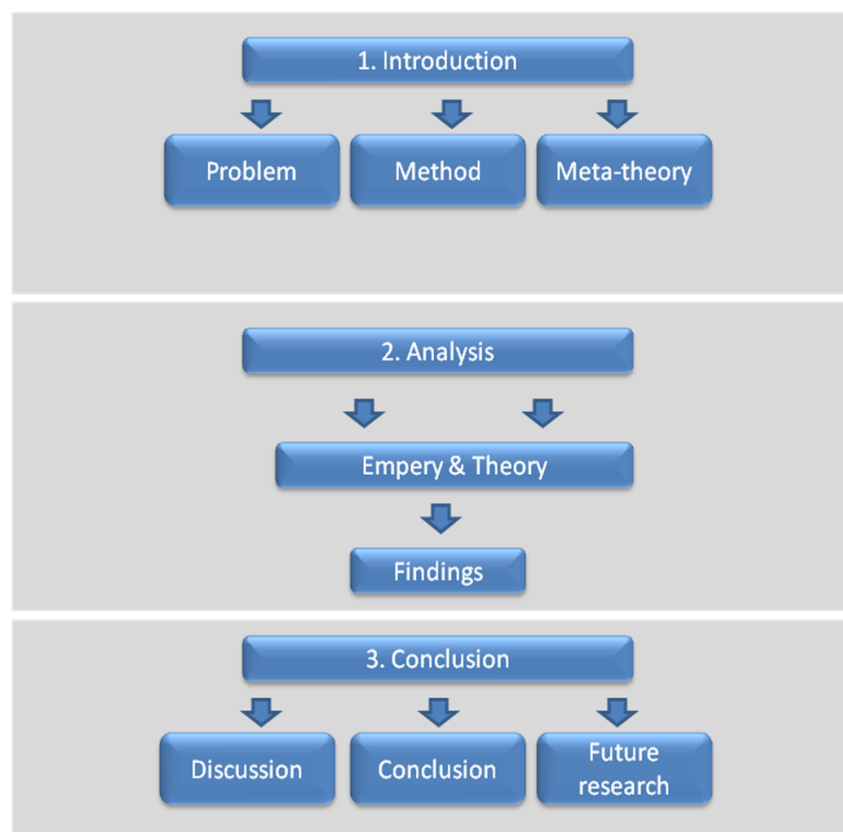 1. Introduction
Problem
Method
Meta-theory
2. Analysis
Empery & Theory
Findings
3. Conclusion
Discussion
Conclusion
Future
research